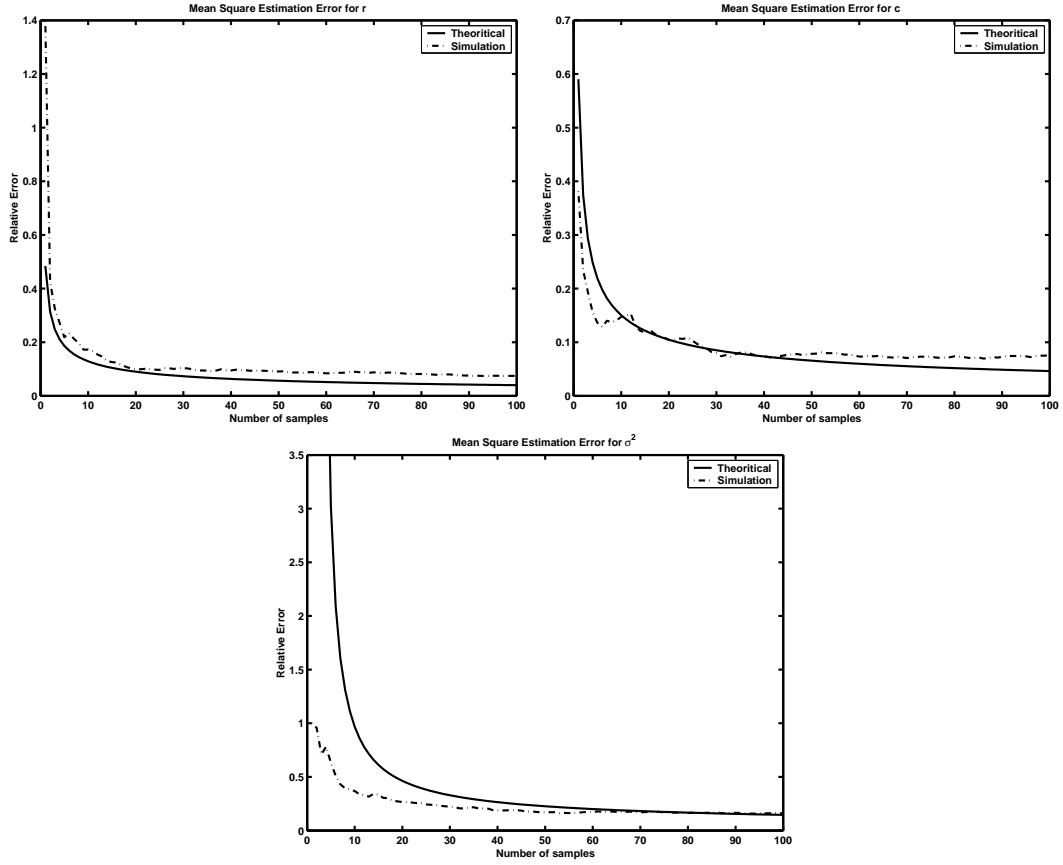 Mean Square Estimation Error for r
1.4
1.2
1
0.8
0.6
0.4
0.2
0
Relative Error
Theoritical
Simulation
0 10 20 30 40 50 60 70 80 90 100
Number of samples
Mean Square Estimation Error for c
0.7
0.6
0.5
0.4
0.3
0.2
0.1
0
Relative Error
Theoritical
Simulation
0 10 20 30 40 50 60 70 80 90 100
Number of samples
Mean Square Estimation Error for σ²
3.5
3
2.5
2
1.5
1
0.5
0
Relative Error
Theoritical
Simulation
0 10 20 30 40 50 60 70 80 90 100
Number of samples